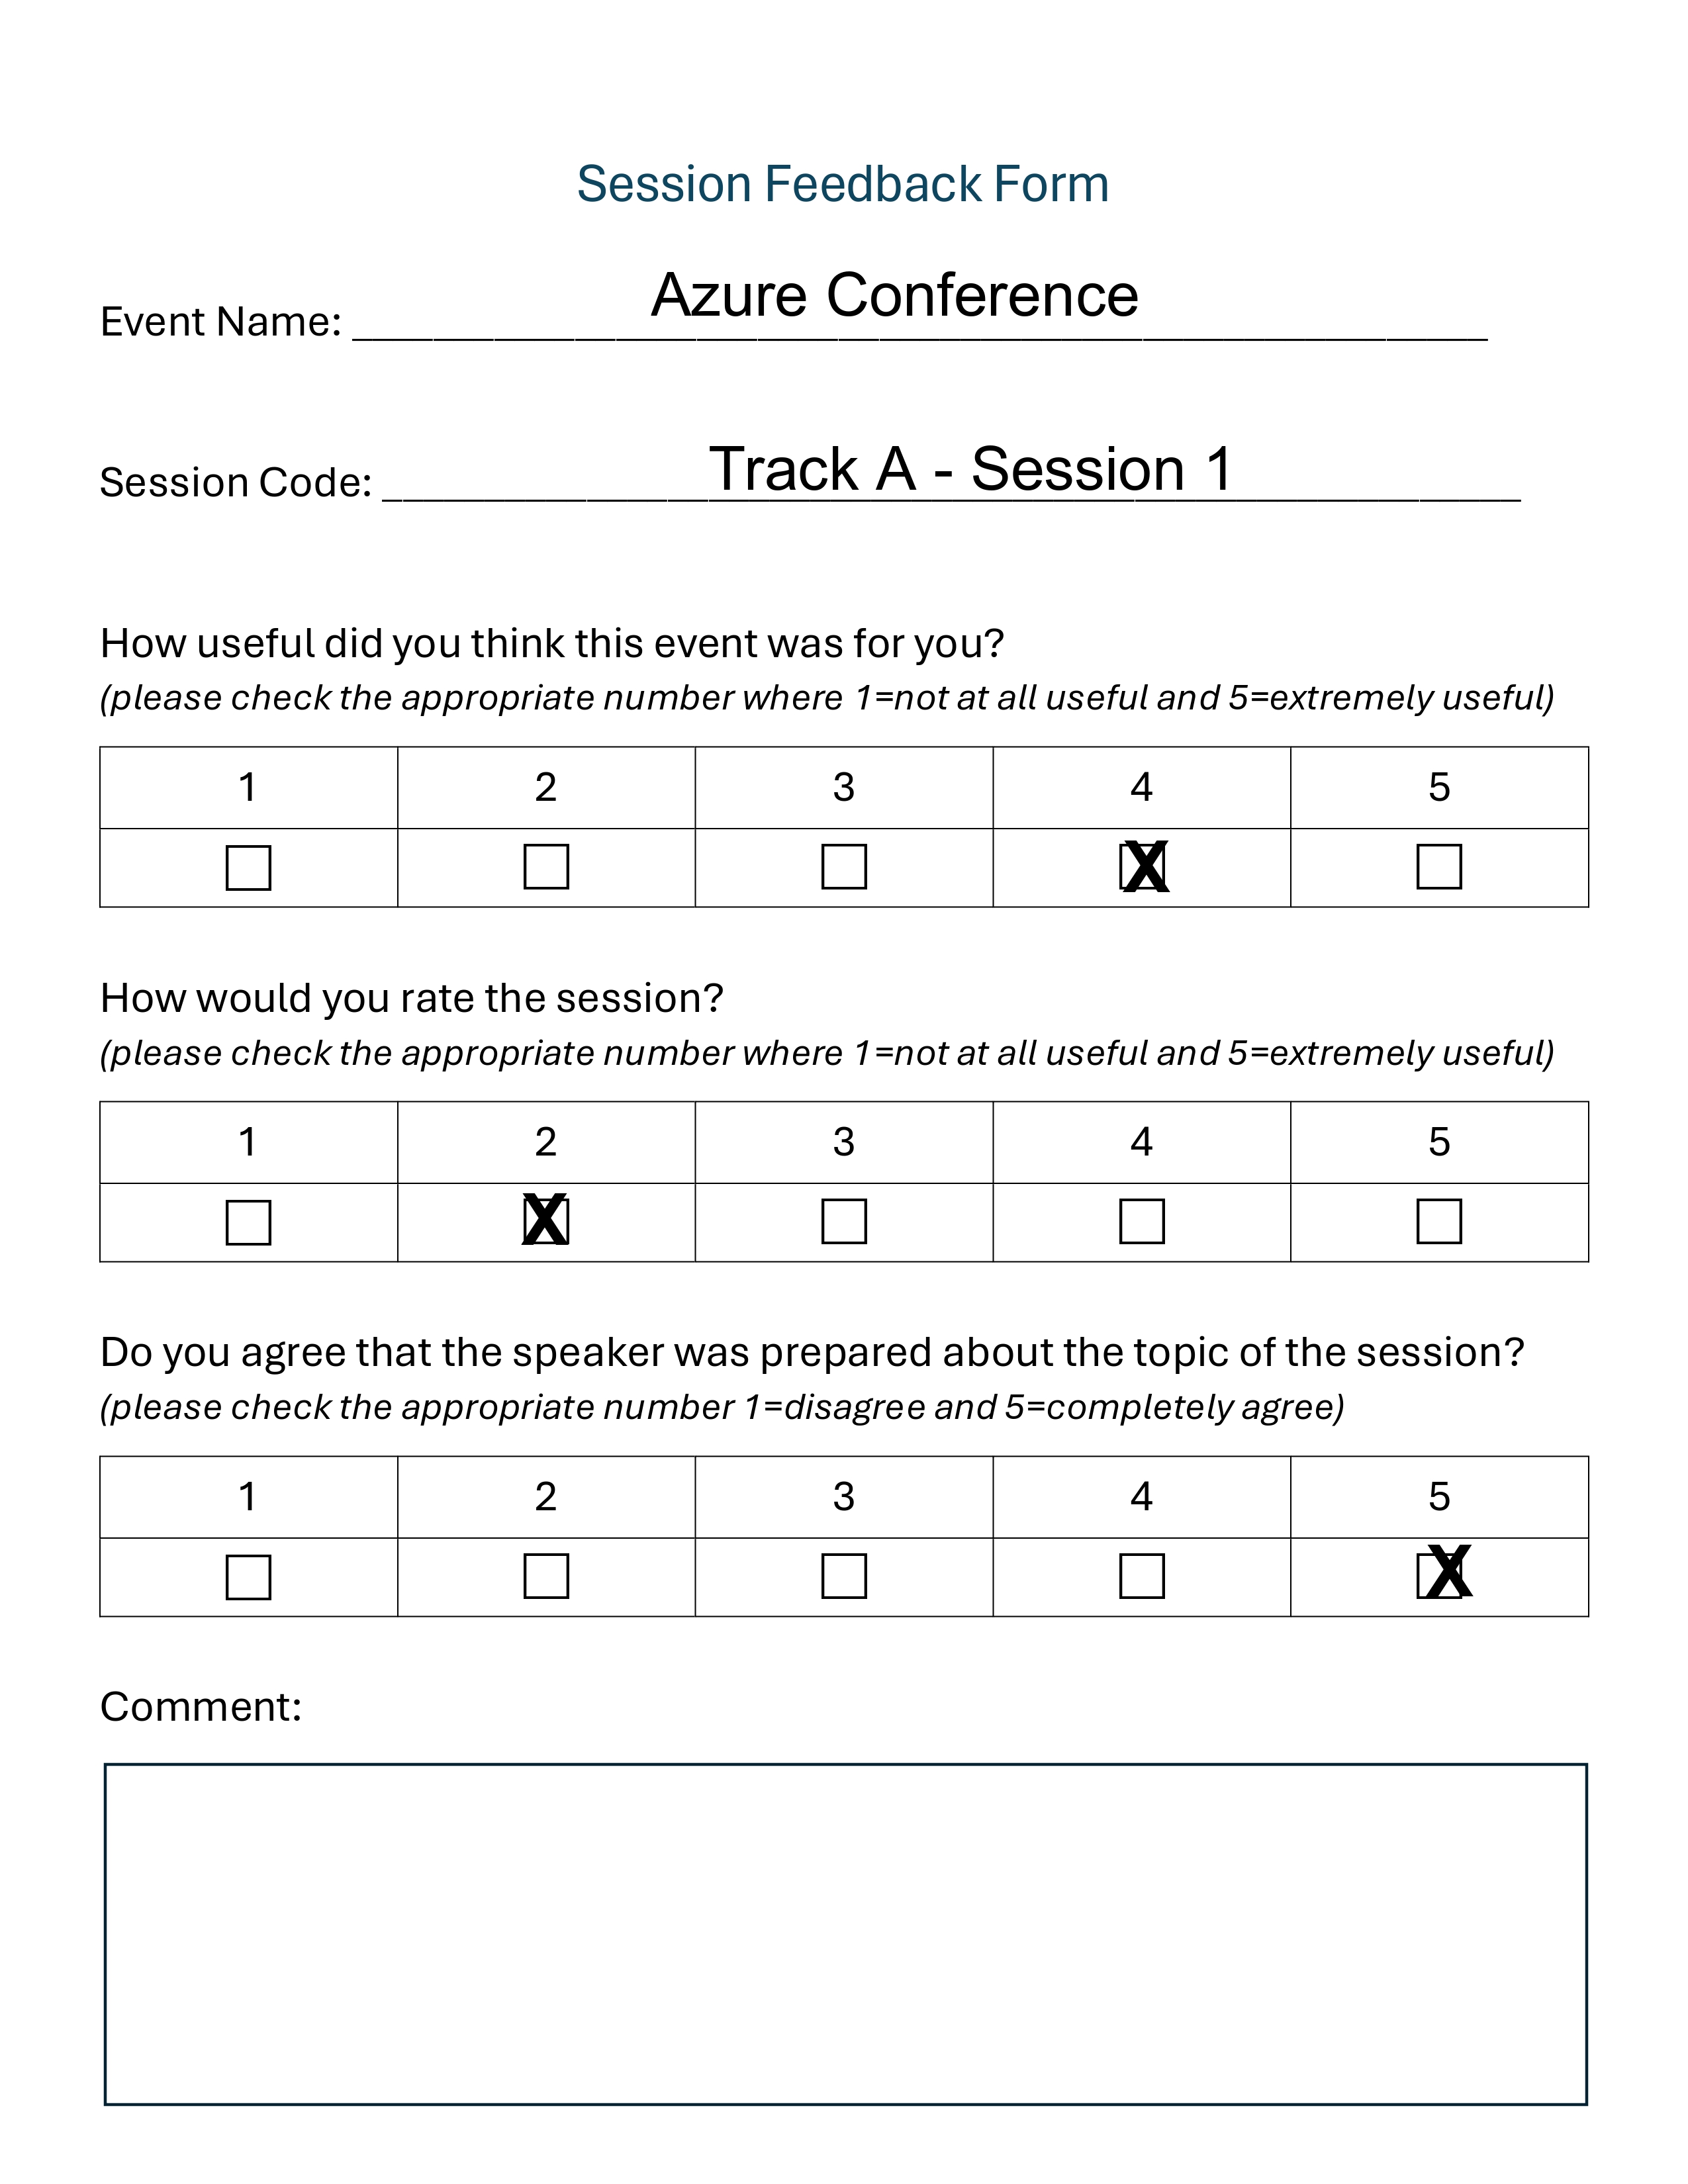 Session Feedback Form
Event Name: Azure Conference
Session Code: Track A - Session 1
How useful did you think this event was for you?
(please check the appropriate number where 1=not at all useful and 5=extremely useful)
1 2 3 4 5
☐ ☐ ☐ X ☐
How would you rate the session?
(please check the appropriate number where 1=not at all useful and 5=extremely useful)
1 2 3 4 5
☐ X ☐ ☐ ☐
Do you agree that the speaker was prepared about the topic of the session?
(please check the appropriate number 1=disagree and 5=completely agree)
1 2 3 4 5
☐ ☐ ☐ ☐ X
Comment: